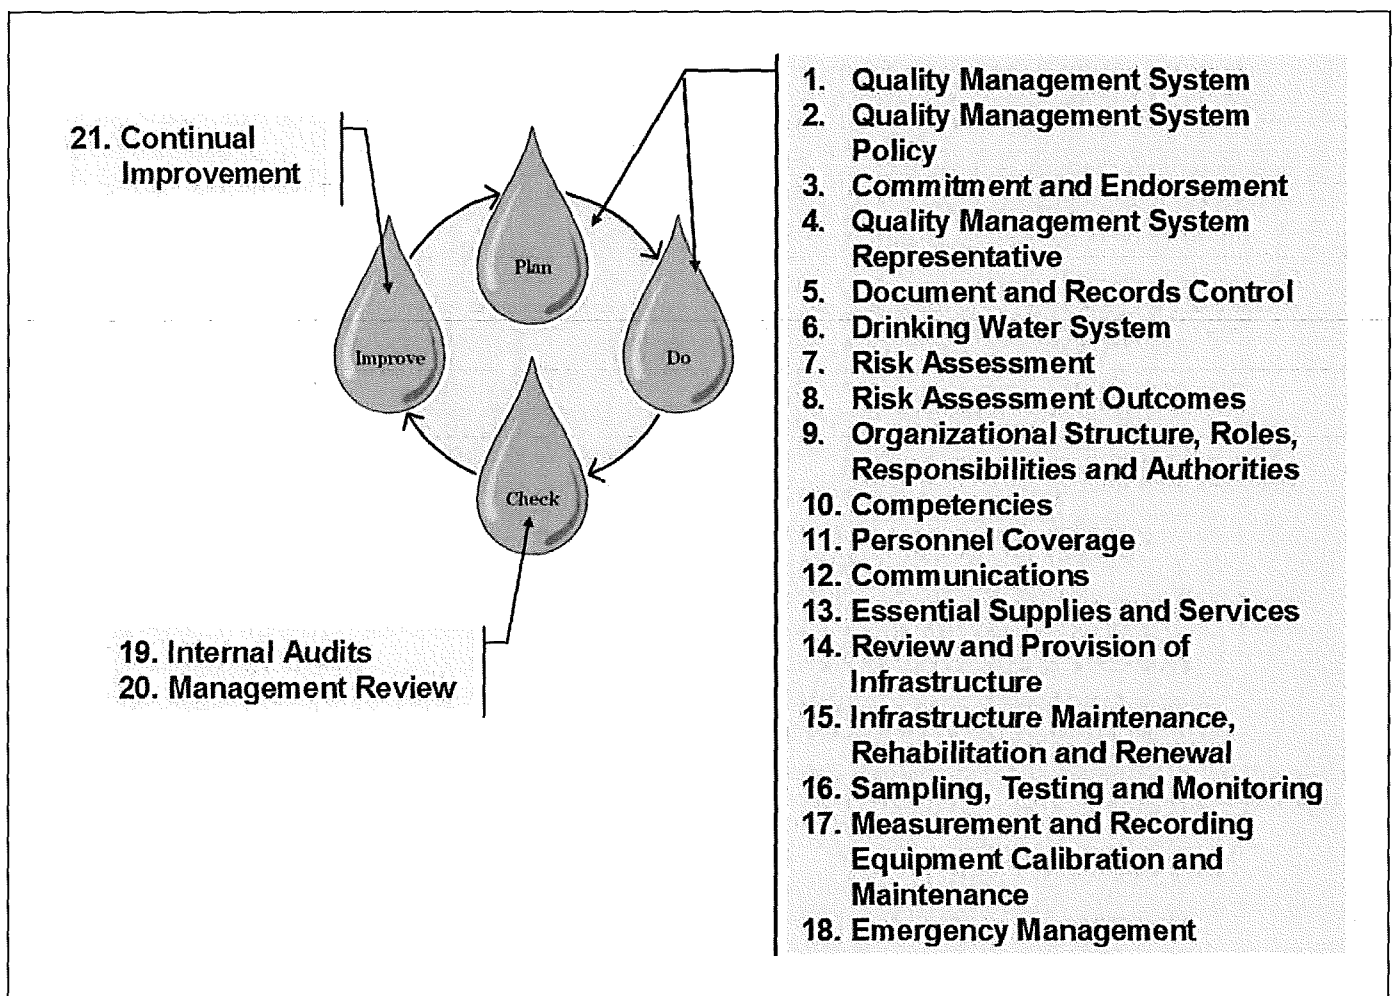 21. Continual
Improvement
Plan
Improve
Do
Check
19. Internal Audits
20. Management Review
1. Quality Management System
2. Quality Management System
Policy
3. Commitment and Endorsement
4. Quality Management System
Representative
5. Document and Records Control
6. Drinking Water System
7. Risk Assessment
8. Risk Assessment Outcomes
9. Organizational Structure, Roles,
Responsibilities and Authorities
10. Competencies
11. Personnel Coverage
12. Communications
13. Essential Supplies and Services
14. Review and Provision of
Infrastructure
15. Infrastructure Maintenance,
Rehabilitation and Renewal
16. Sampling, Testing and Monitoring
17. Measurement and Recording
Equipment Calibration and
Maintenance
18. Emergency Management